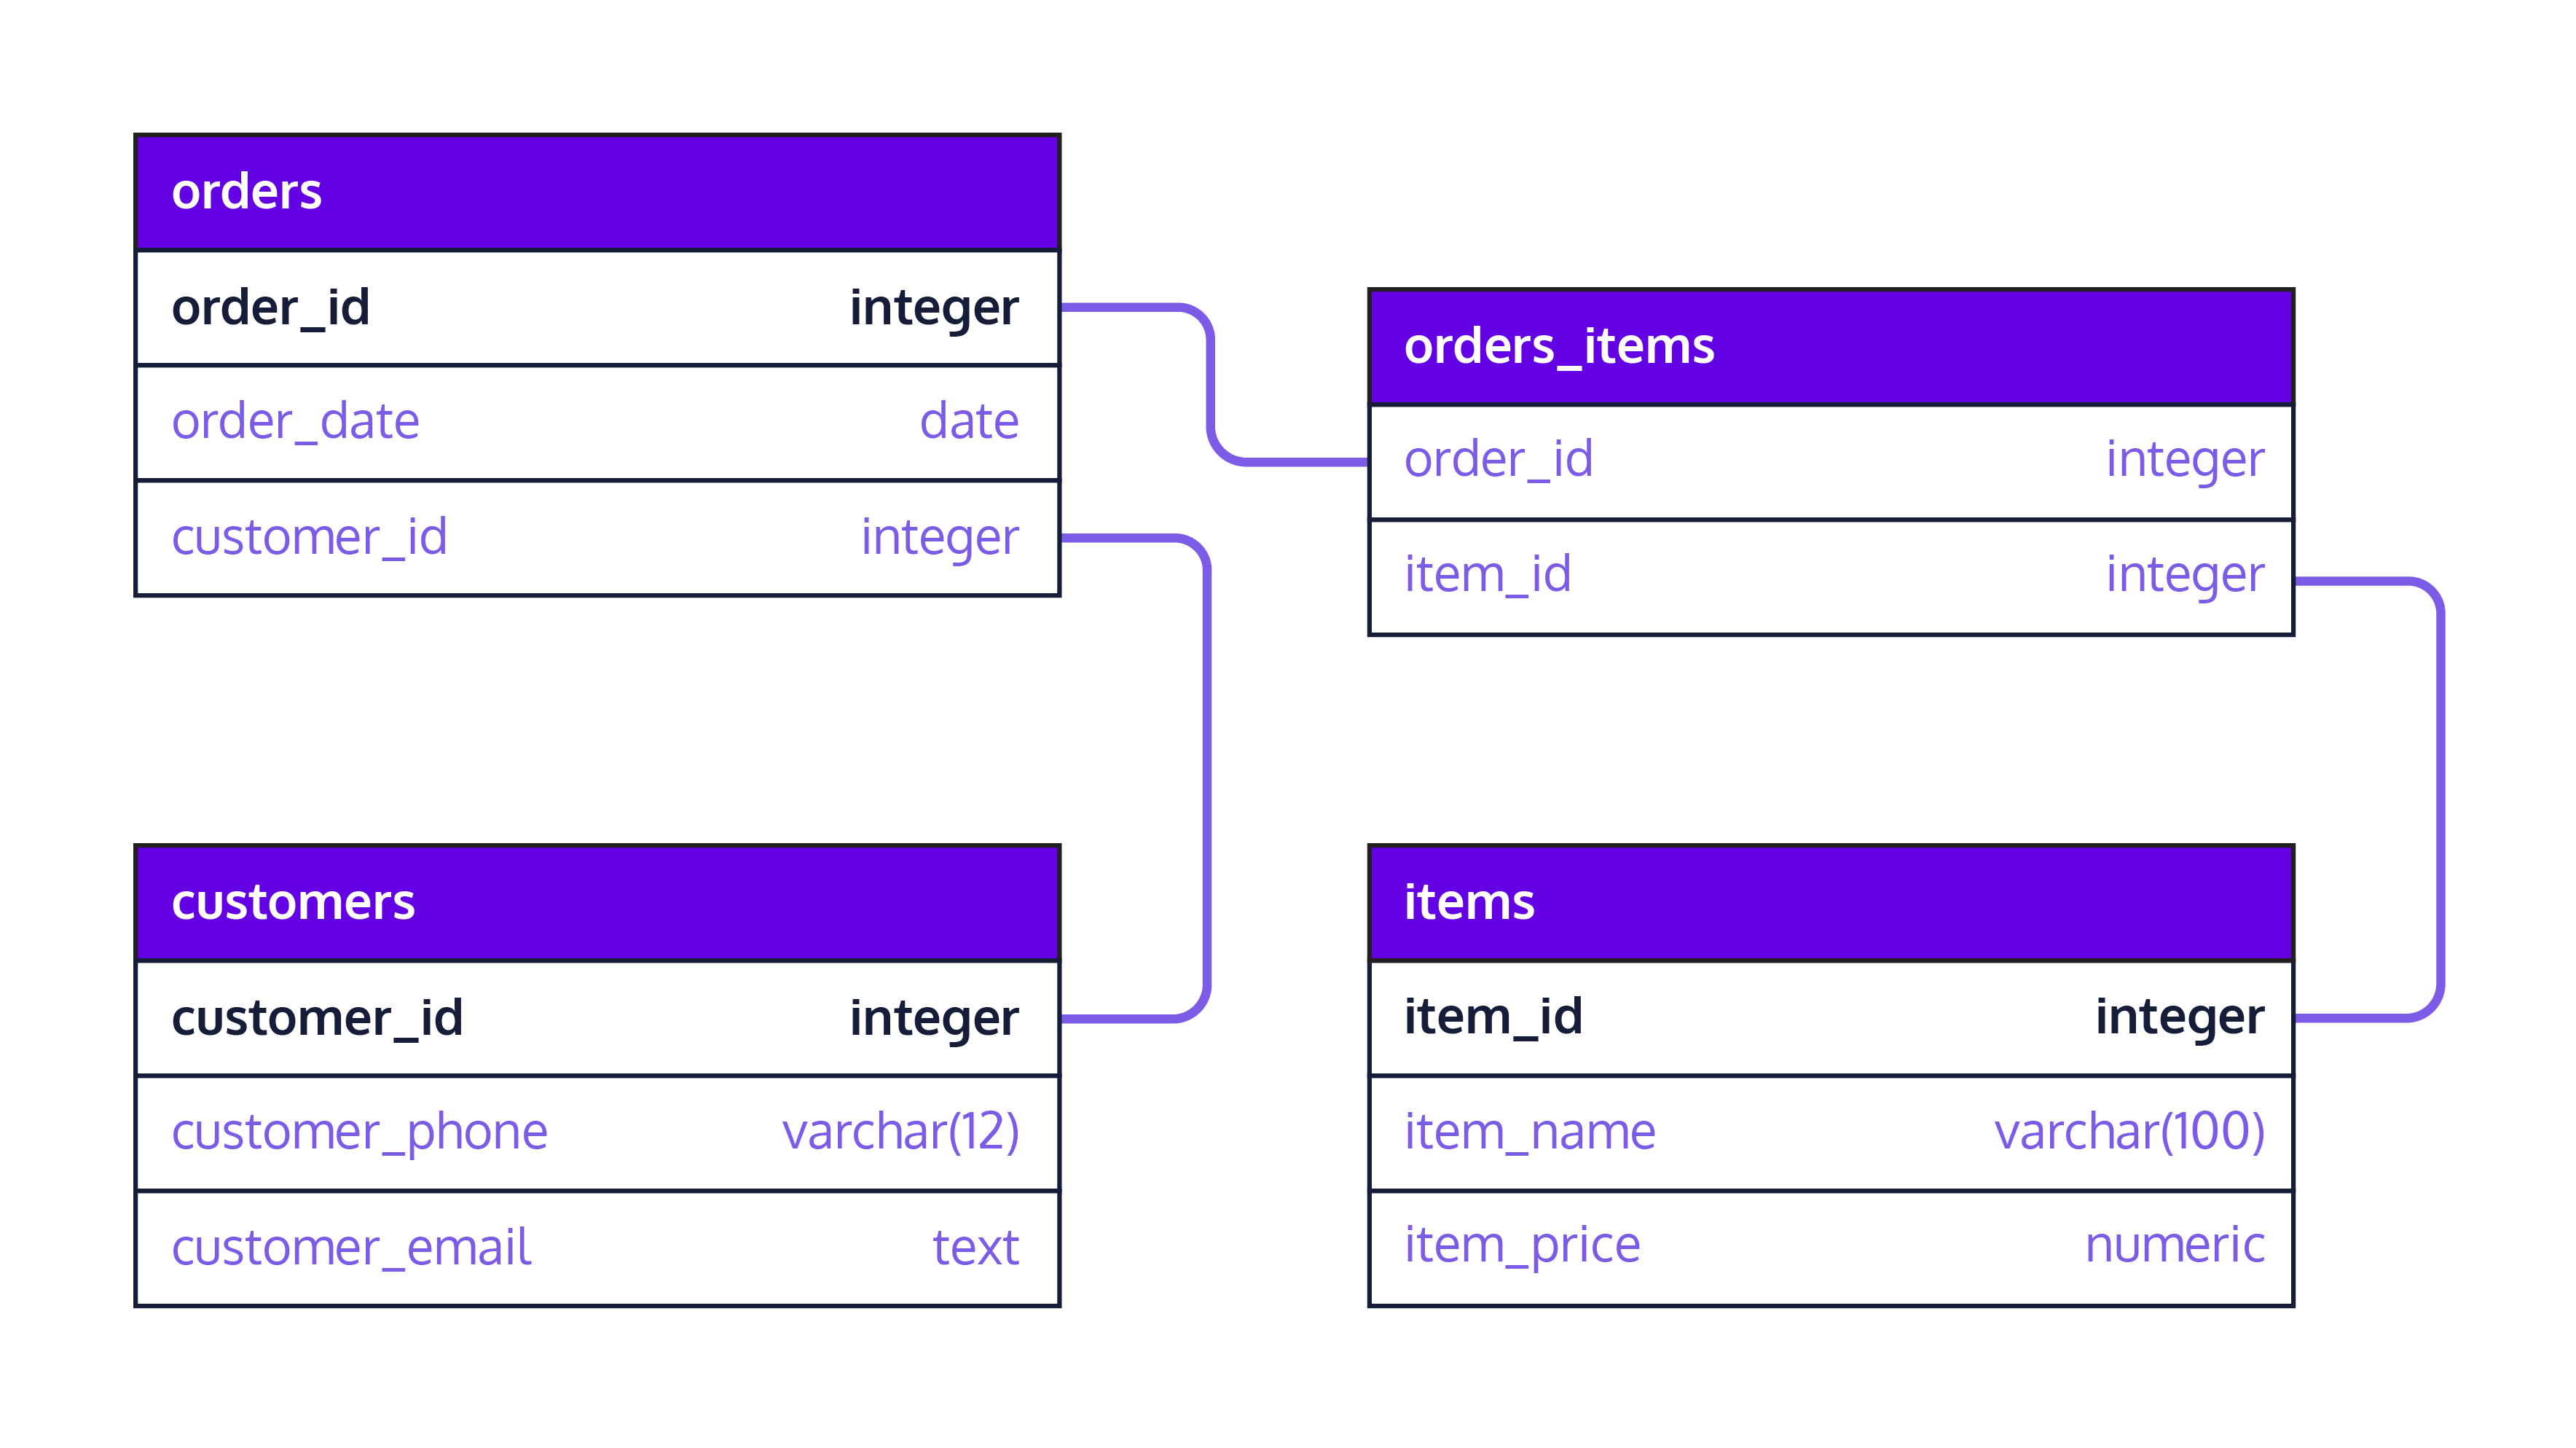 orders
order_id integer
order_date date
customer_id integer
orders_items
order_id integer
item_id integer
customers
customer_id integer
customer_phone varchar(12)
customer_email text
items
item_id integer
item_name varchar(100)
item_price numeric